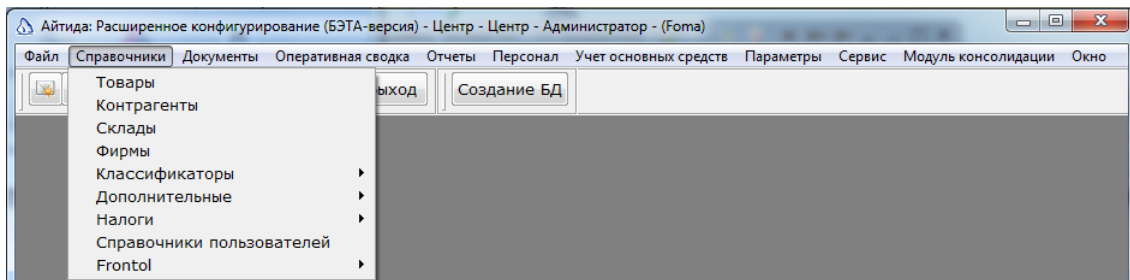 Айтида: Расширенное конфигурирование (БЭТА-версия) - Центр - Центр - Администратор - (Foma)
Файл Справочники Документы Оперативная сводка Отчеты Персонал Учет основных средств Параметры Сервис Модуль консолидации Окно
ыход Создание БД
Товары
Контрагенты
Склады
Фирмы
Классификаторы
Дополнительные
Налоги
Справочники пользователей
Frontol